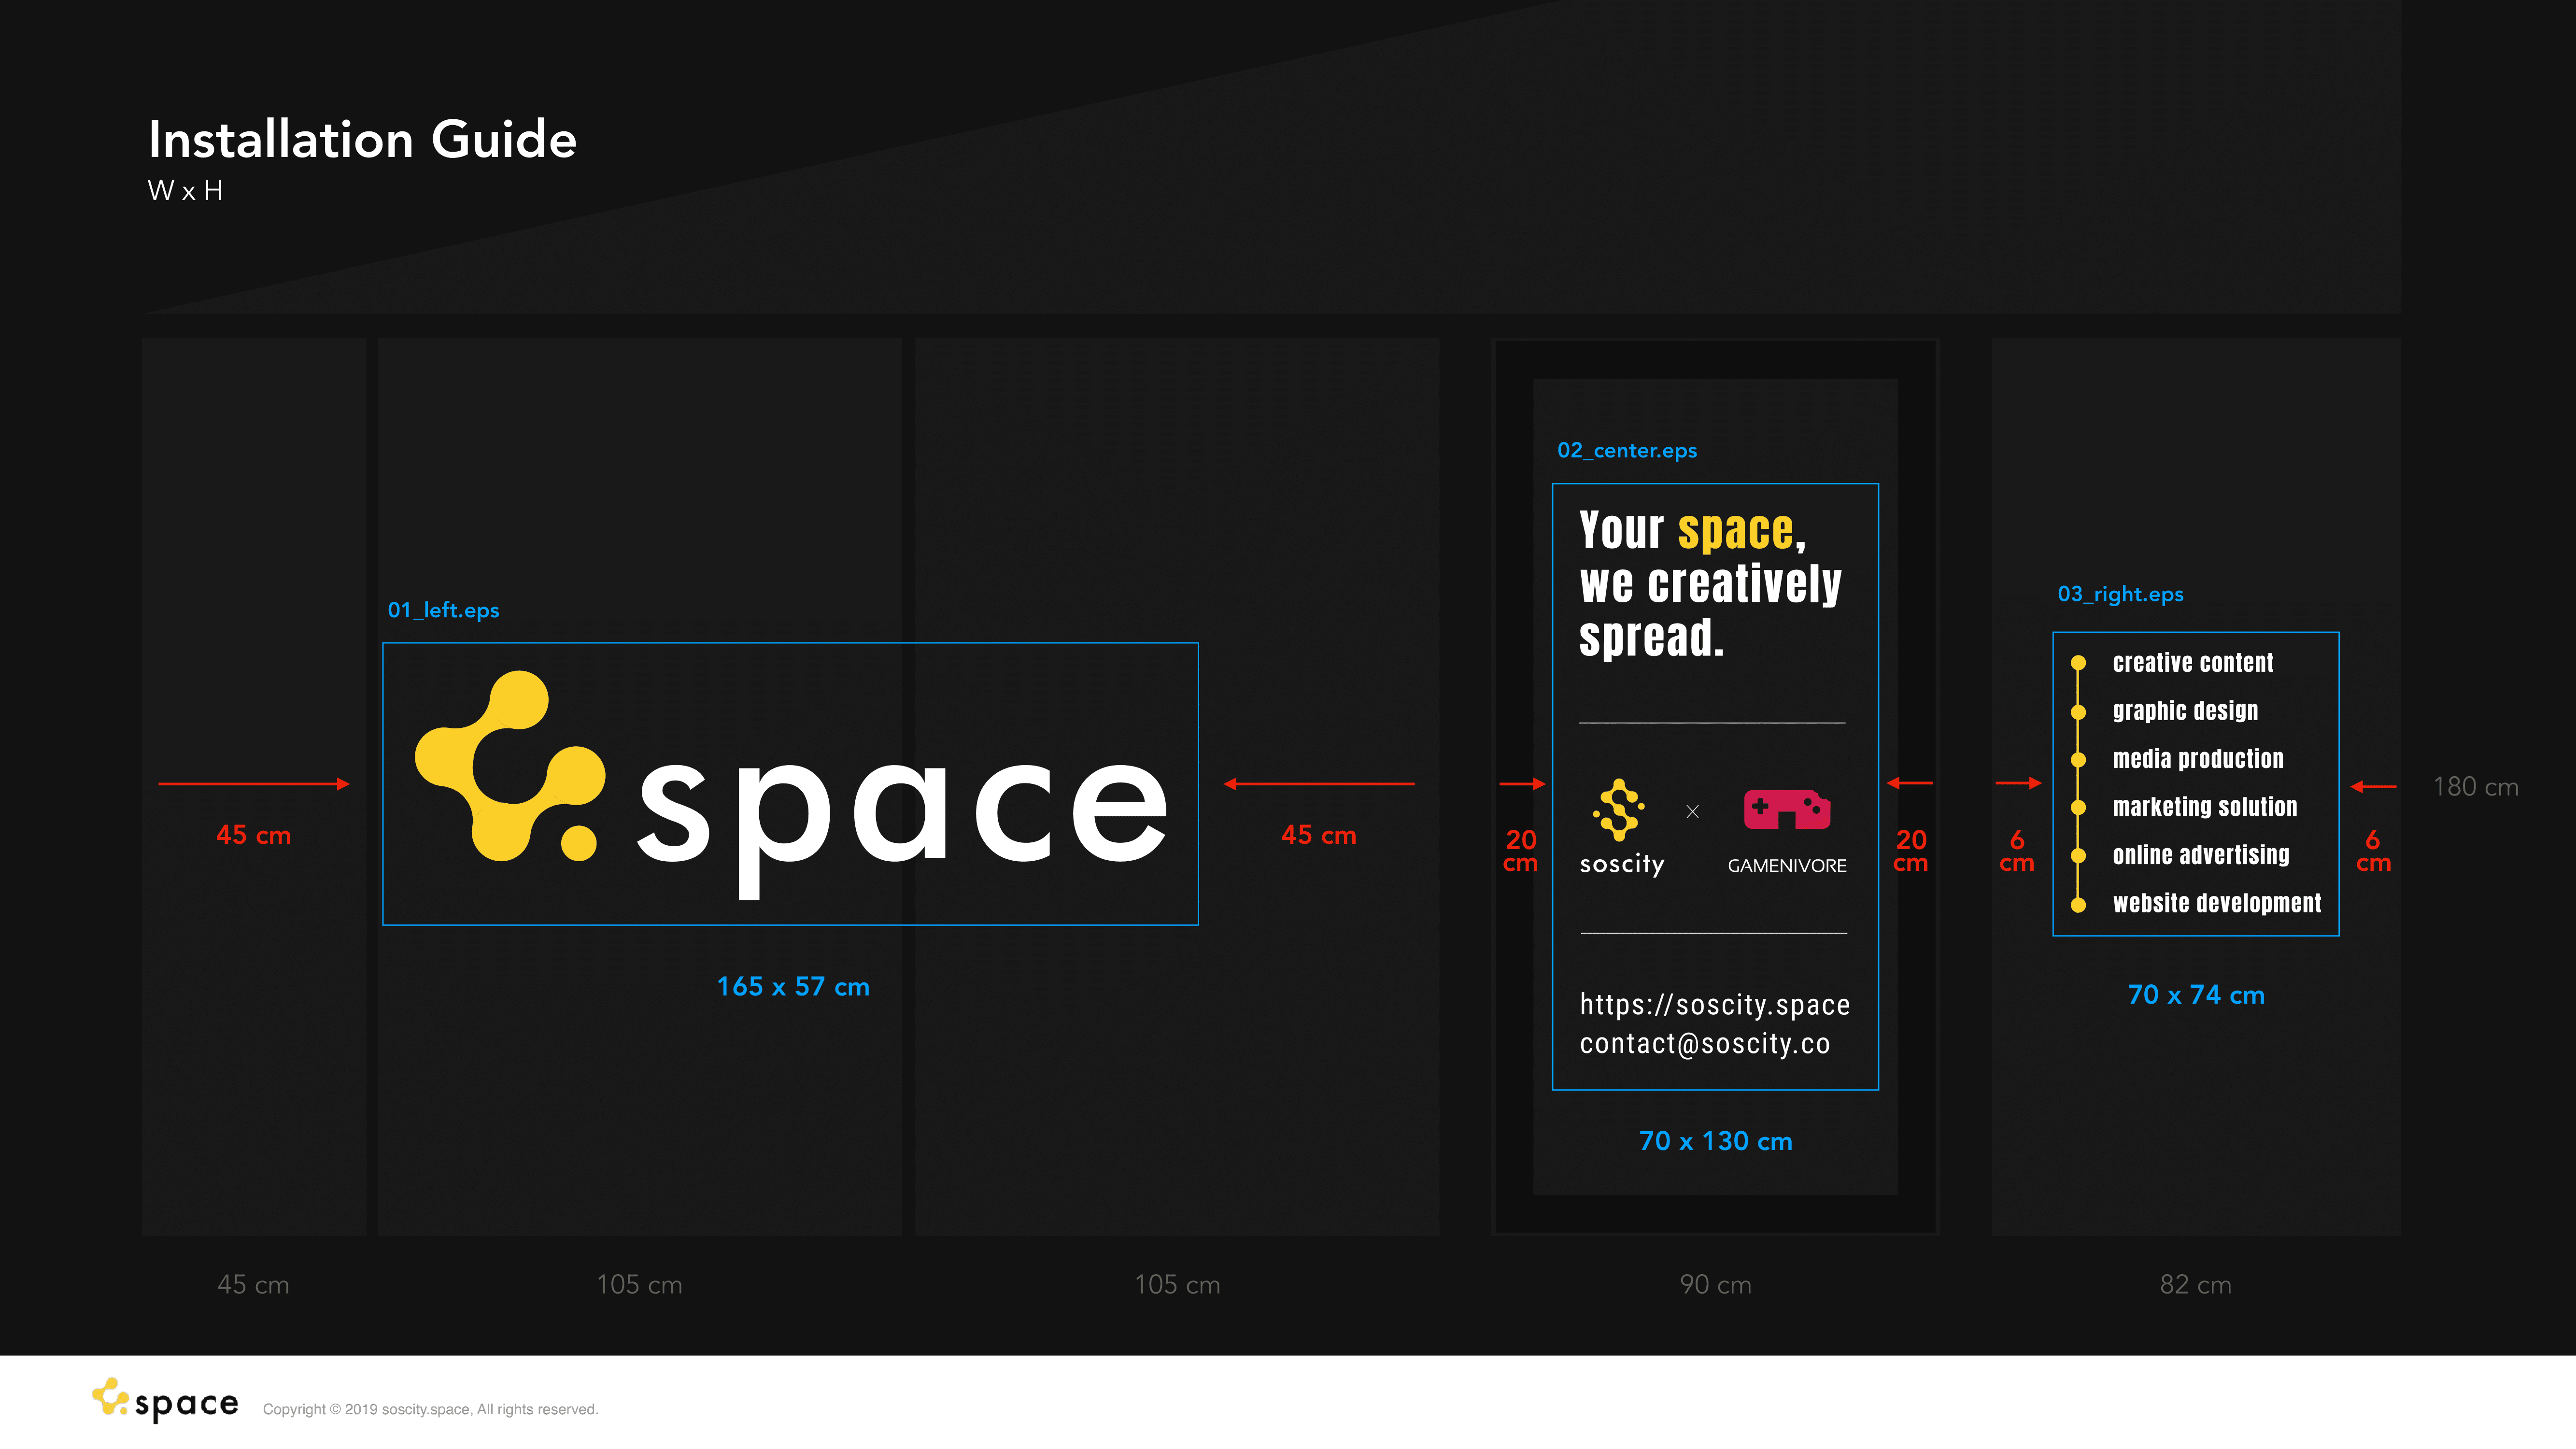 Installation Guide
W x H
01_left.eps
space
45 cm
45 cm
165 x 57 cm
02_center.eps
Your space,
we creatively
spread.
soscity
x
GAMENIVORE
https://soscity.space
contact@soscity.co
20
cm
20
cm
70 x 130 cm
03_right.eps
creative content
graphic design
media production
marketing solution
online advertising
website development
6
cm
6
cm
70 x 74 cm
180 cm
45 cm
105 cm
105 cm
90 cm
82 cm
space
Copyright © 2019 soscity.space, All rights reserved.